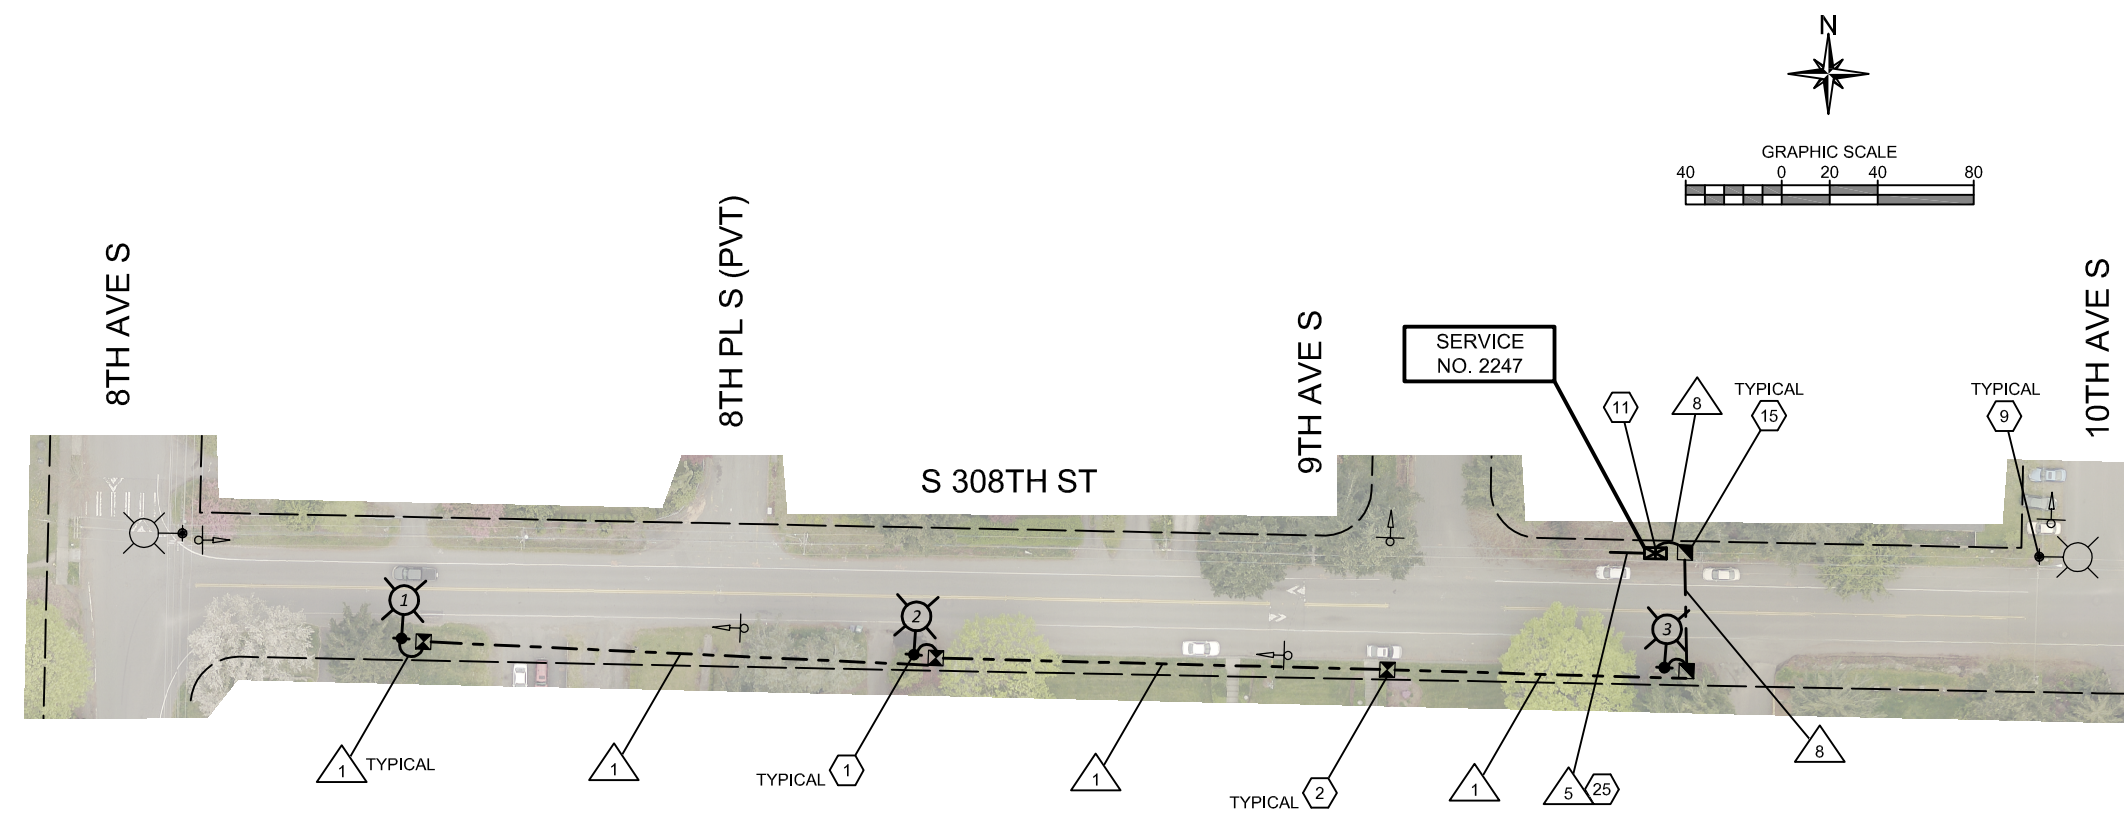 N
GRAPHIC SCALE
40 0 20 40 80
8TH AVE S
8TH PL S (PVT)
9TH AVE S
10TH AVE S
S 308TH ST
SERVICE
NO. 2247
11
8
TYPICAL
15
TYPICAL
9
1
2
3
1
TYPICAL
1
TYPICAL
1
1
TYPICAL
2
1
5
25
8